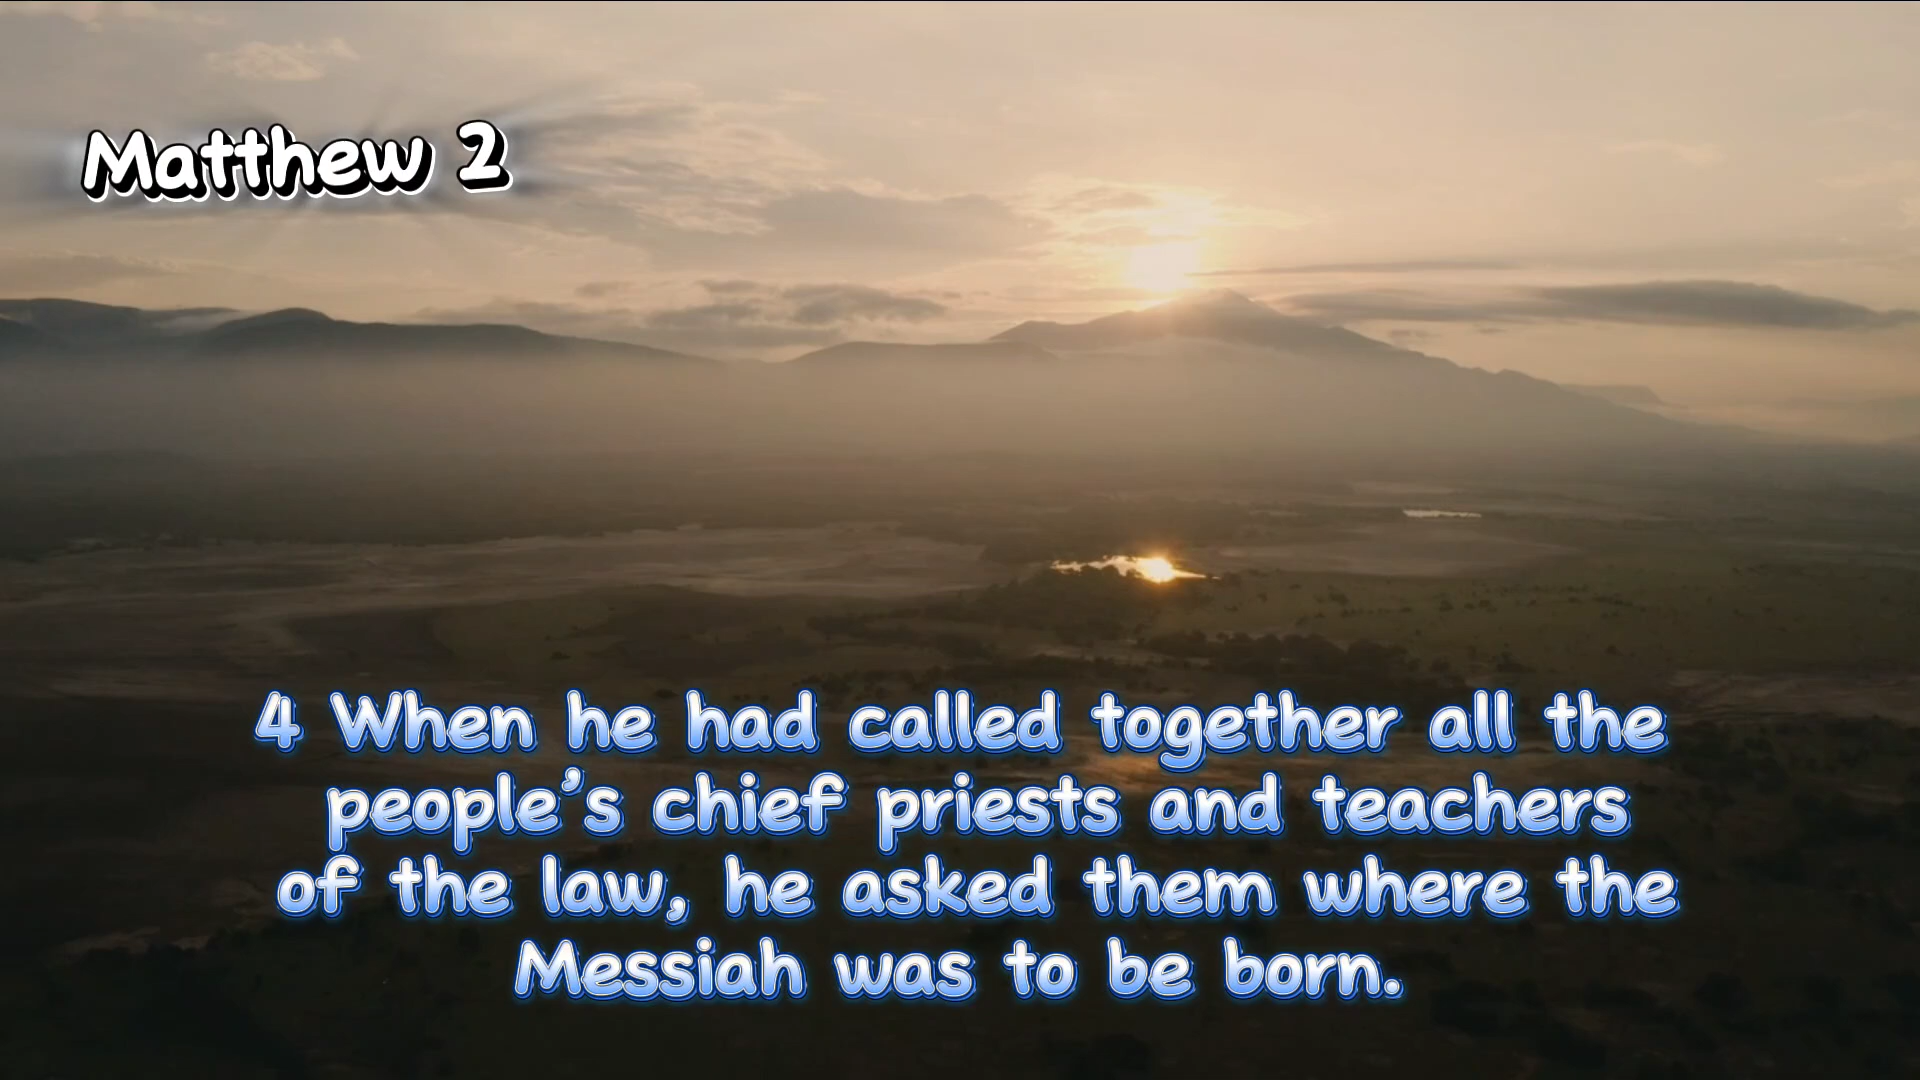 Matthew 2
4 When he had called together all the
people’s chief priests and teachers
of the law, he asked them where the
Messiah was to be born.